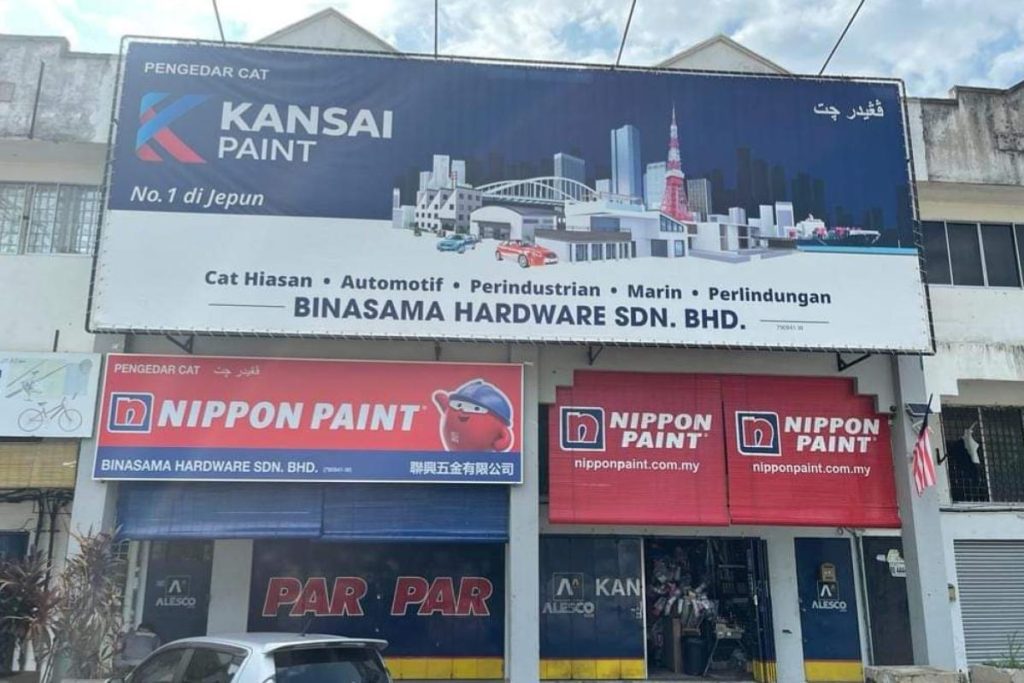 PENGEDAR CAT
ڤڠيدر چت
KANSAI
PAINT
No.1 di Jepun
Cat Hiasan • Automotif • Perindustrian • Marin • Perlindungan
BINASAMA HARDWARE SDN. BHD.
PENGEDAR CAT ڤڠيدر چت
n NIPPON PAINT
BINASAMA HARDWARE SDN. BHD. 聯興五金有限公司
n NIPPON PAINT
nipponpaint.com.my
n NIPPON PAINT
nipponpaint.com.my
ALESCO
PAR PAR
ALESCO
KAN
ALESCO